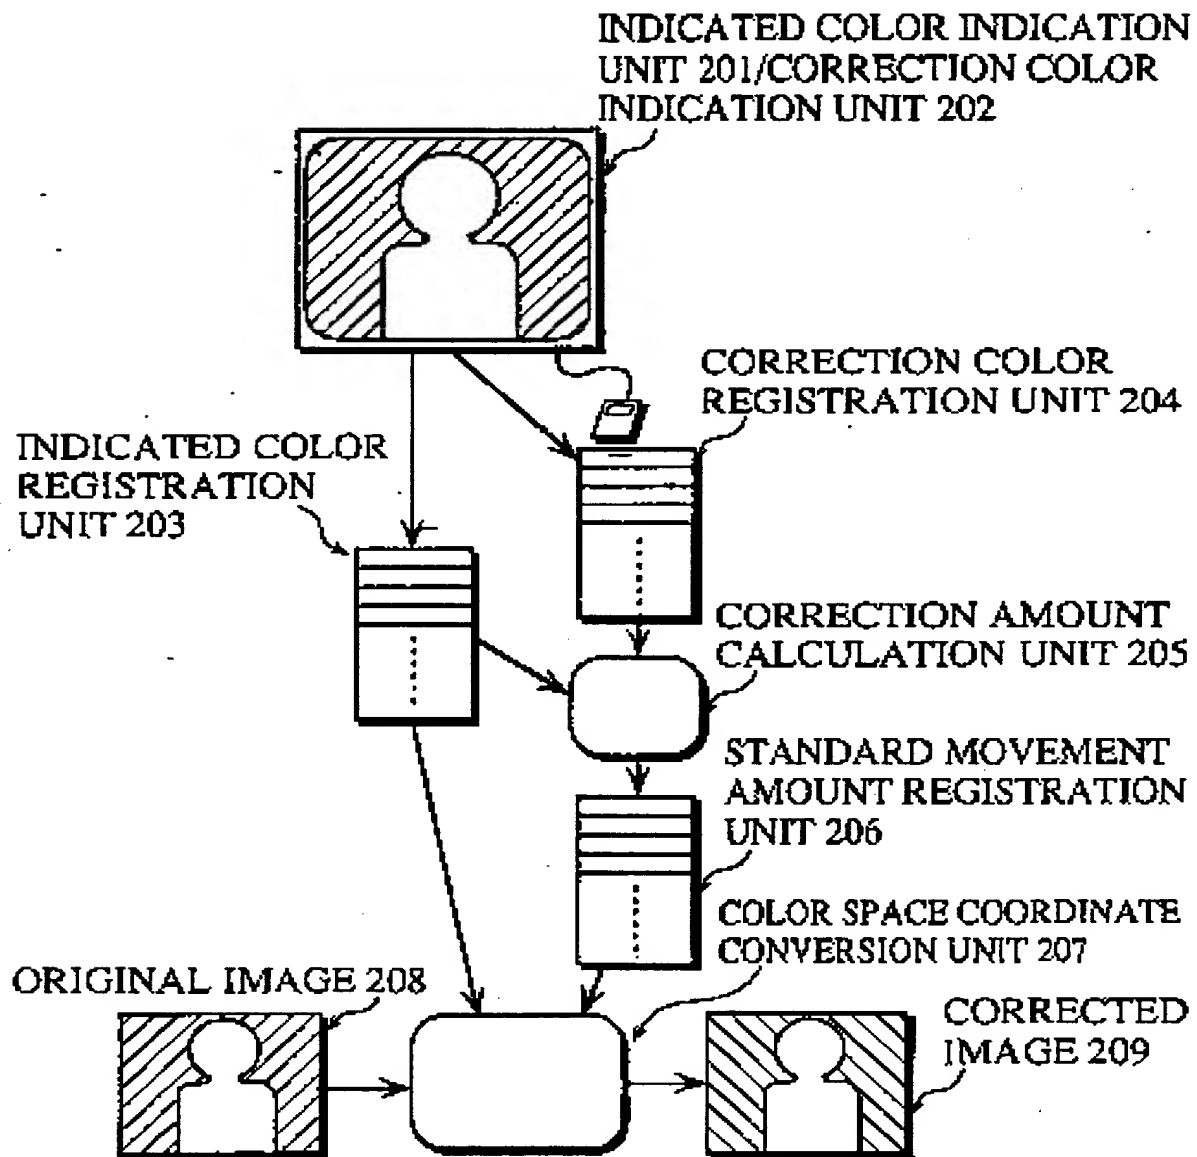 INDICATED COLOR INDICATION
UNIT 201/CORRECTION COLOR
INDICATION UNIT 202
CORRECTION COLOR
REGISTRATION UNIT 204
INDICATED COLOR
REGISTRATION
UNIT 203
CORRECTION AMOUNT
CALCULATION UNIT 205
STANDARD MOVEMENT
AMOUNT REGISTRATION
UNIT 206
COLOR SPACE COORDINATE
CONVERSION UNIT 207
ORIGINAL IMAGE 208
CORRECTED
IMAGE 209